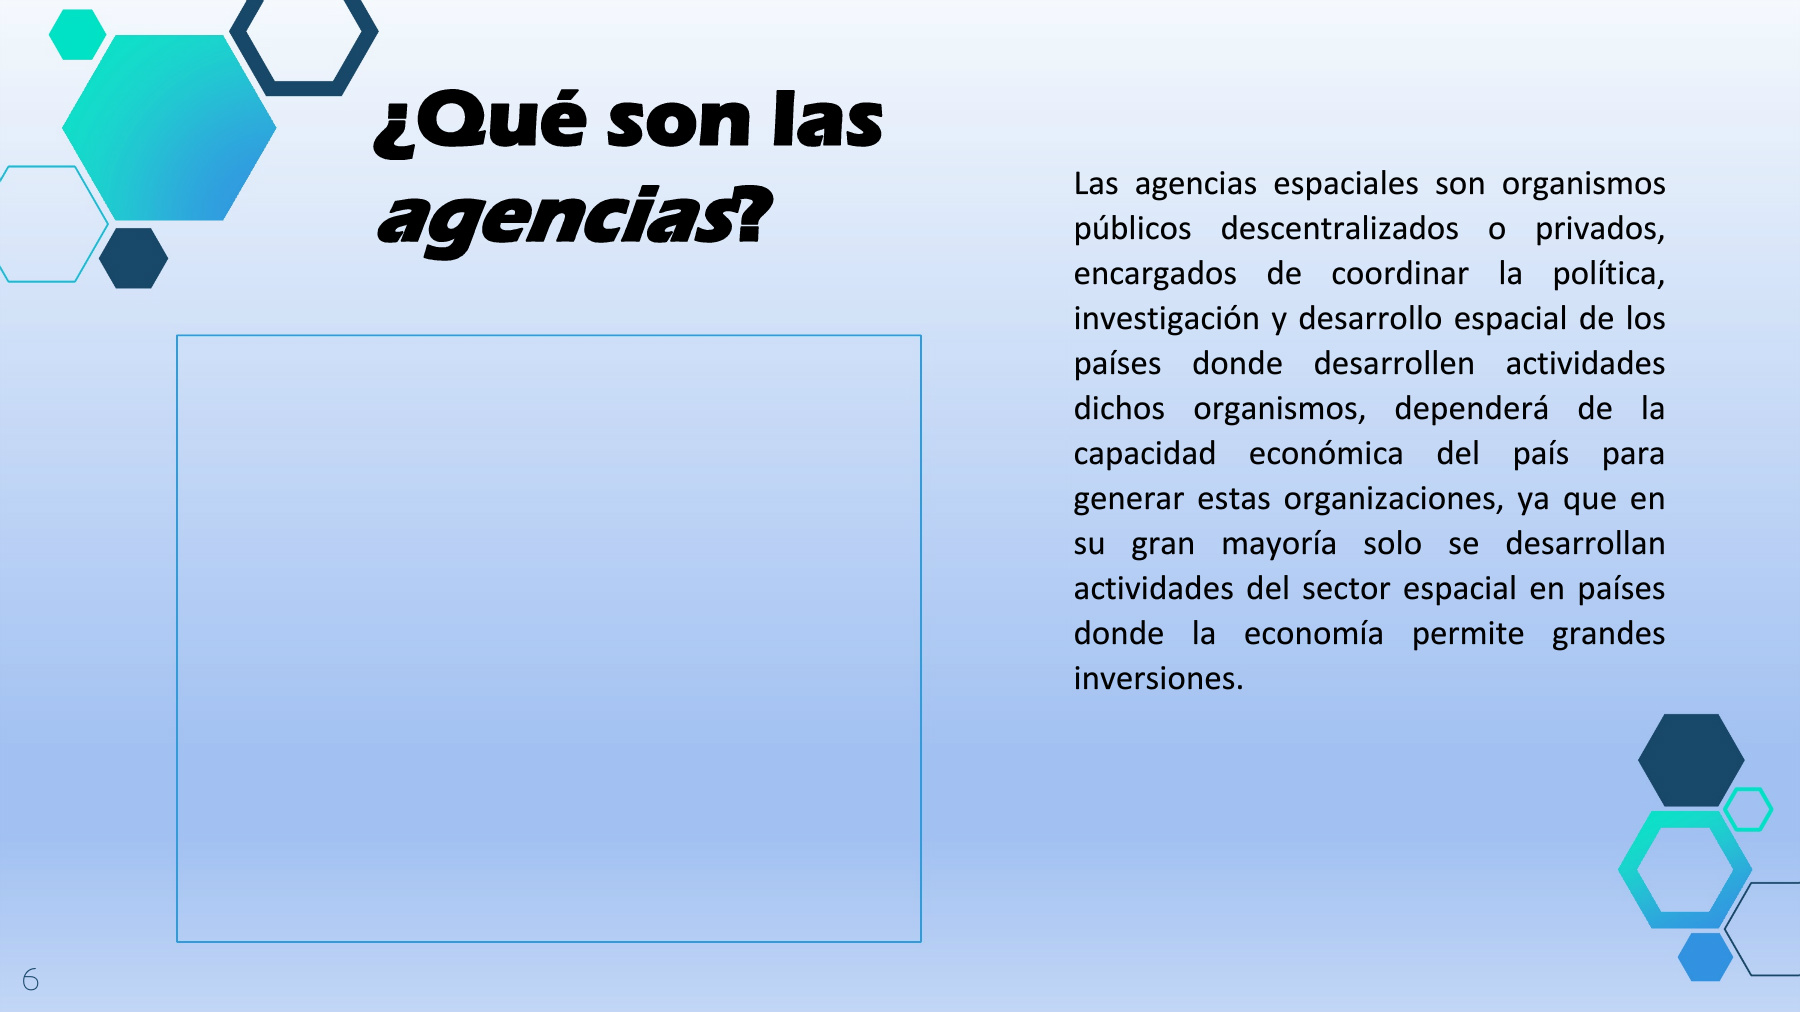 ¿Qué son las
agencias?
Las agencias espaciales son organismos
públicos descentralizados o privados,
encargados de coordinar la política,
investigación y desarrollo espacial de los
países donde desarrollen actividades
dichos organismos, dependerá de la
capacidad económica del país para
generar estas organizaciones, ya que en
su gran mayoría solo se desarrollan
actividades del sector espacial en países
donde la economía permite grandes
inversiones.
6